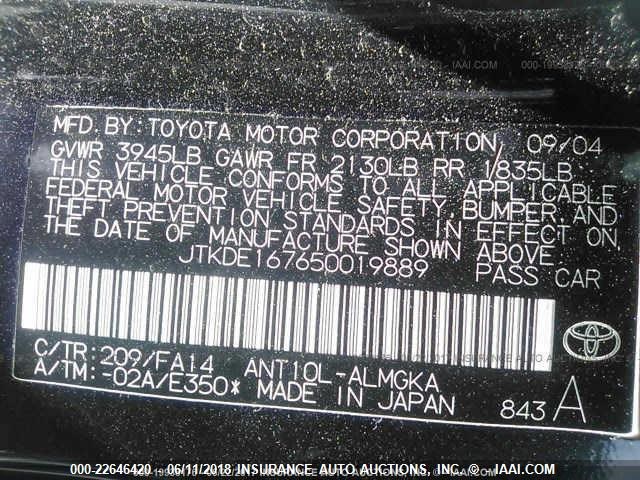 MFD. BY: TOYOTA MOTOR CORPORATION 09/04
GVWR 3945LB GAWR FR 2130LB RR 1835LB
THIS VEHICLE CONFORMS TO ALL APPLICABLE
FEDERAL MOTOR VEHICLE SAFETY, BUMPER, AND
THEFT PREVENTION STANDARDS IN EFFECT ON
THE DATE OF MANUFACTURE SHOWN ABOVE.
JTKDE167650019889 PASS CAR
C/TR: 209/FA14 ANT10L-ALMGKA
A/TM: -02A/E350* MADE IN JAPAN 843 A
000-22646420 - 06/11/2018 INSURANCE AUTO AUCTIONS, INC. - IAAI.COM